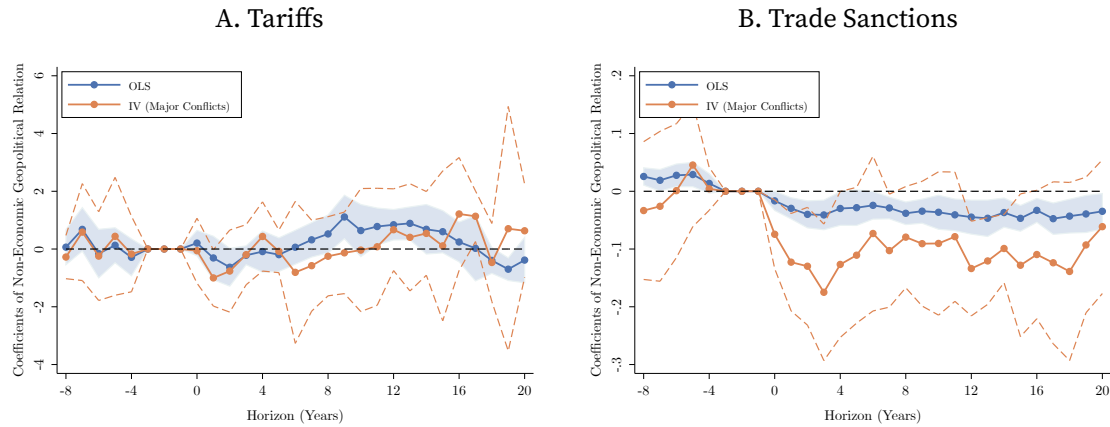 A. Tariffs
Coefficients of Non-Economic Geopolitical Relation
6
4
2
0
-2
-4
OLS
IV (Major Conflicts)
-8
-4
0
4
8
12
16
20
Horizon (Years)
B. Trade Sanctions
Coefficients of Non-Economic Geopolitical Relation
.2
.1
0
-.1
-.2
-.3
OLS
IV (Major Conflicts)
-8
-4
0
4
8
12
16
20
Horizon (Years)